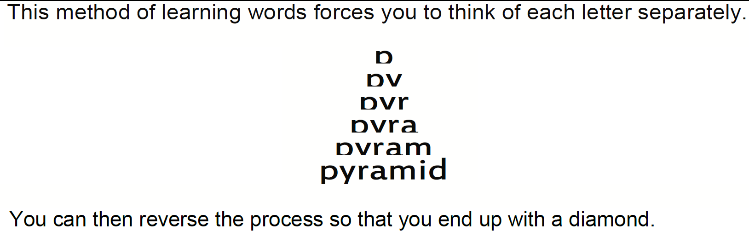 This method of learning words forces you to think of each letter separately.
p
py
pyr
pyra
pyram
pyramid
You can then reverse the process so that you end up with a diamond.